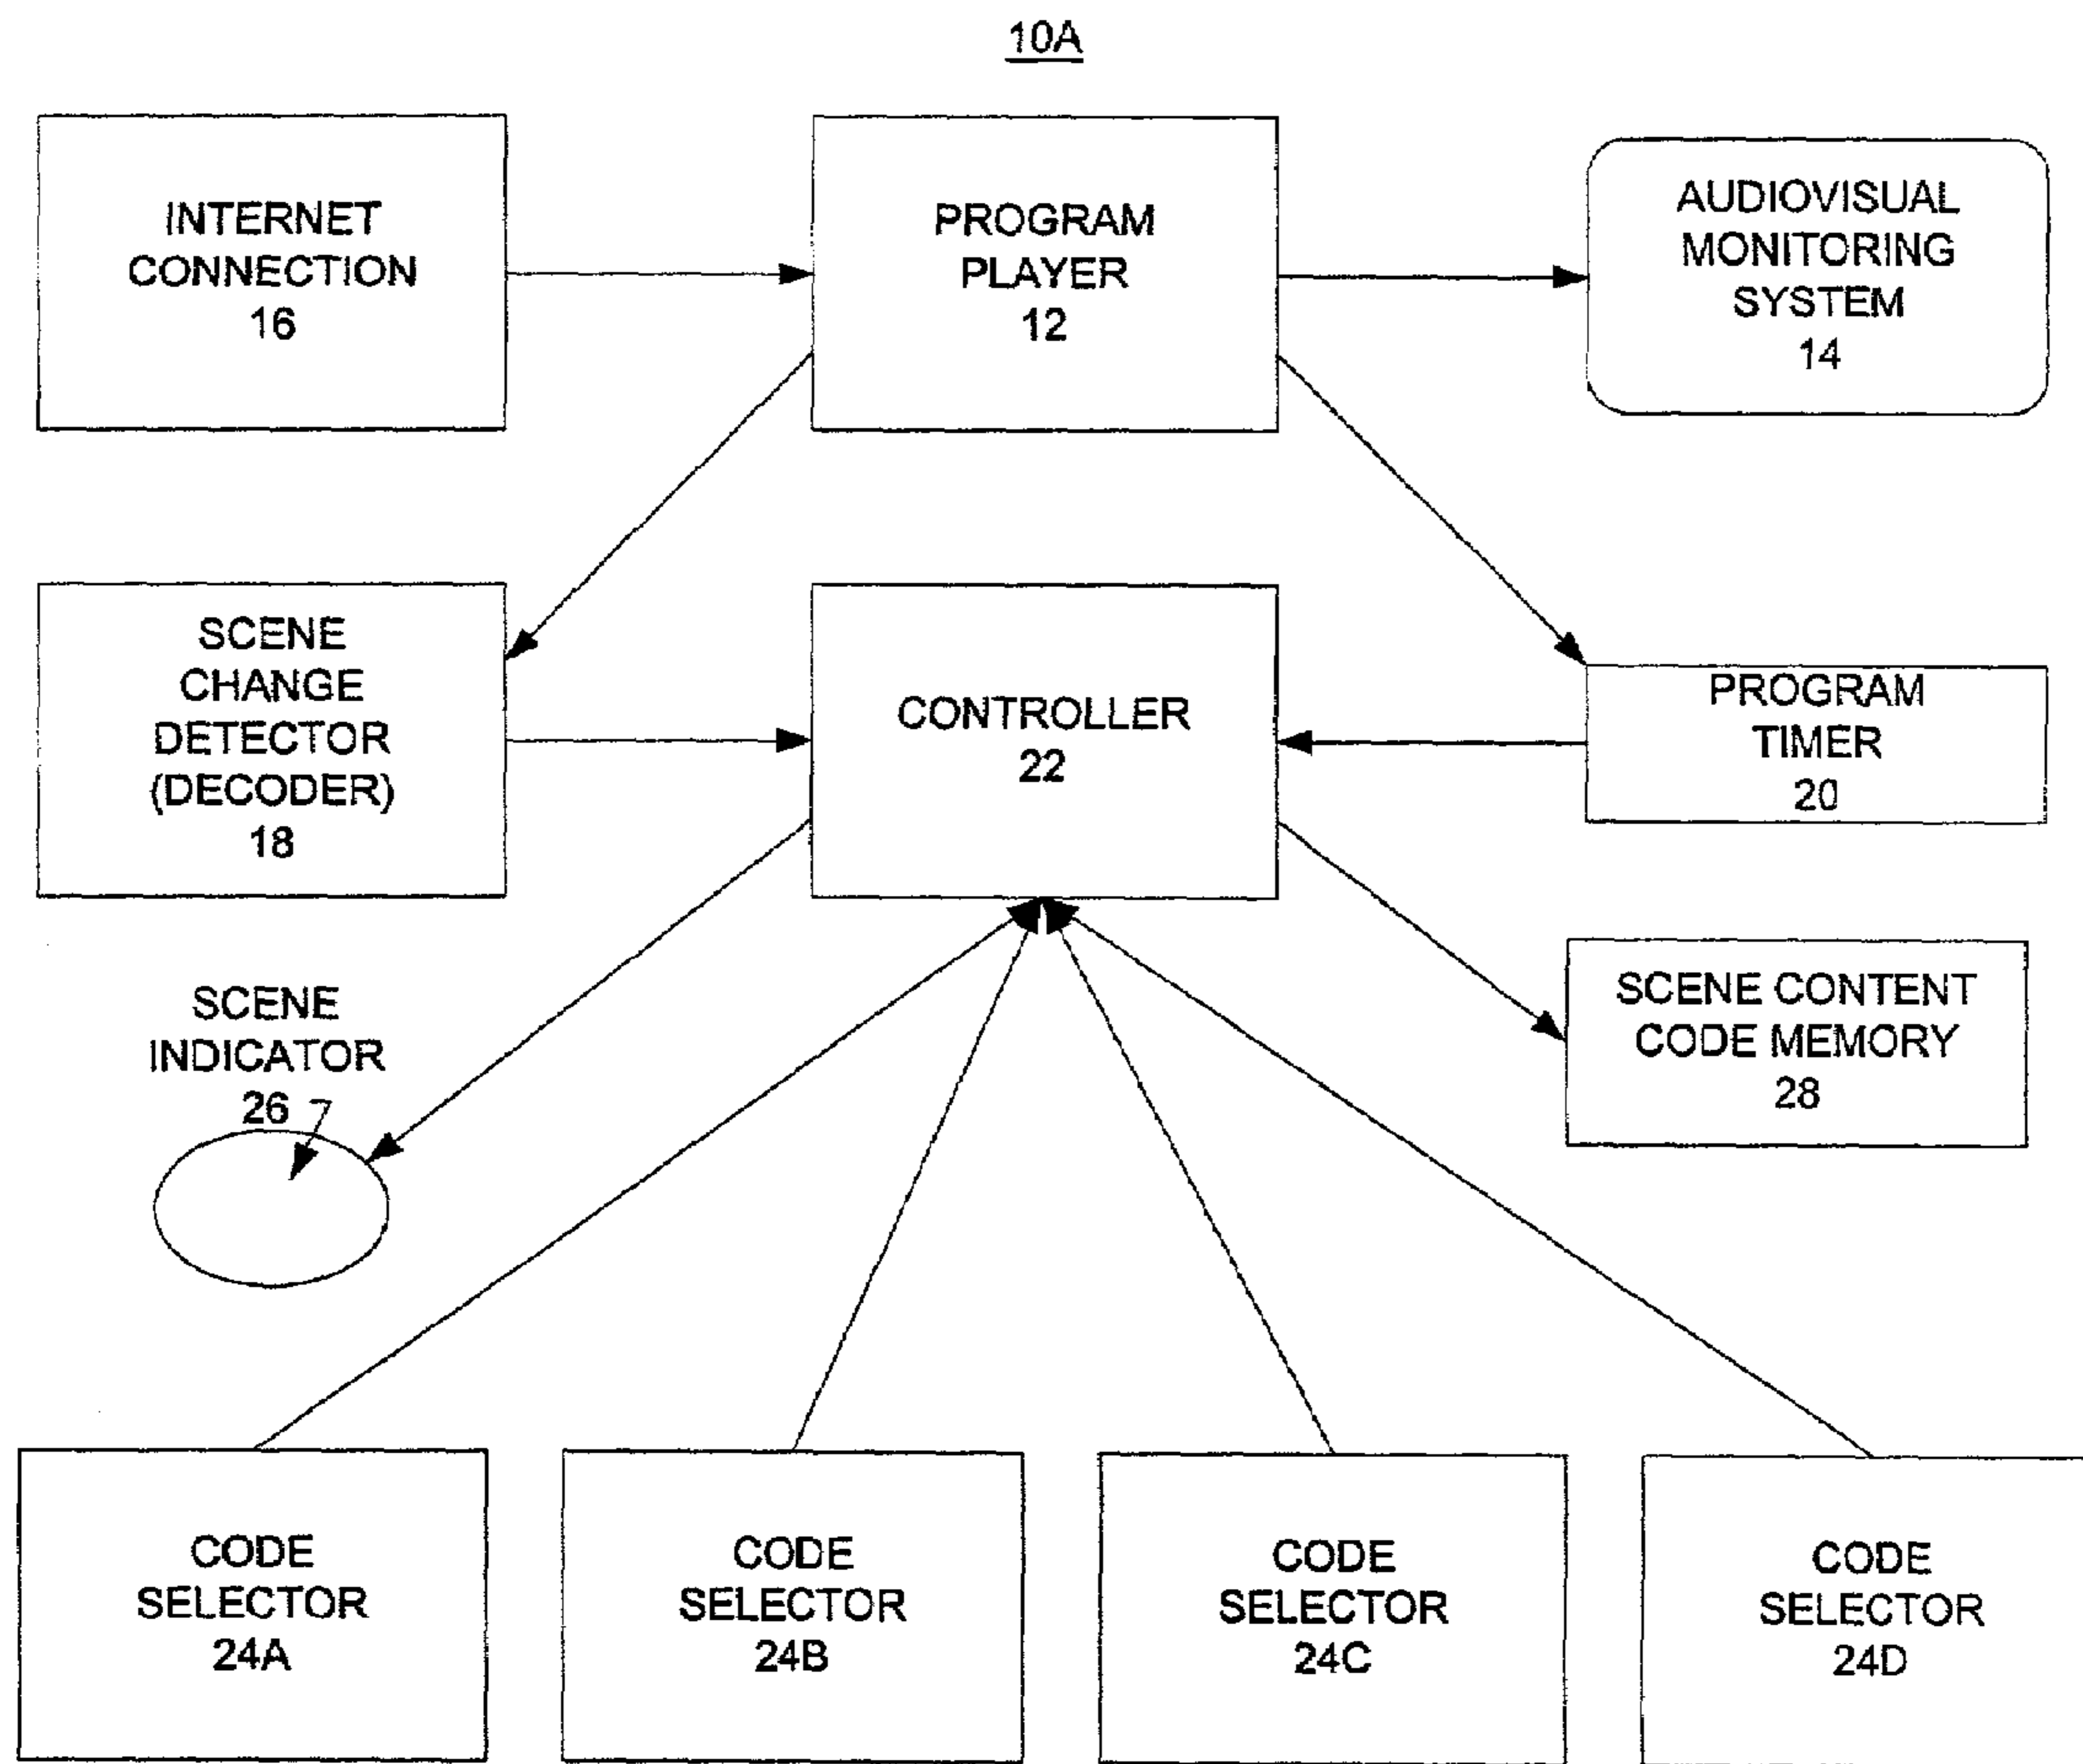 10A
INTERNET
CONNECTION
16
PROGRAM
PLAYER
12
AUDIOVISUAL
MONITORING
SYSTEM
14
SCENE
CHANGE
DETECTOR
(DECODER)
18
CONTROLLER
22
PROGRAM
TIMER
20
SCENE
INDICATOR
26
SCENE CONTENT
CODE MEMORY
28
CODE
SELECTOR
24A
CODE
SELECTOR
24B
CODE
SELECTOR
24C
CODE
SELECTOR
24D